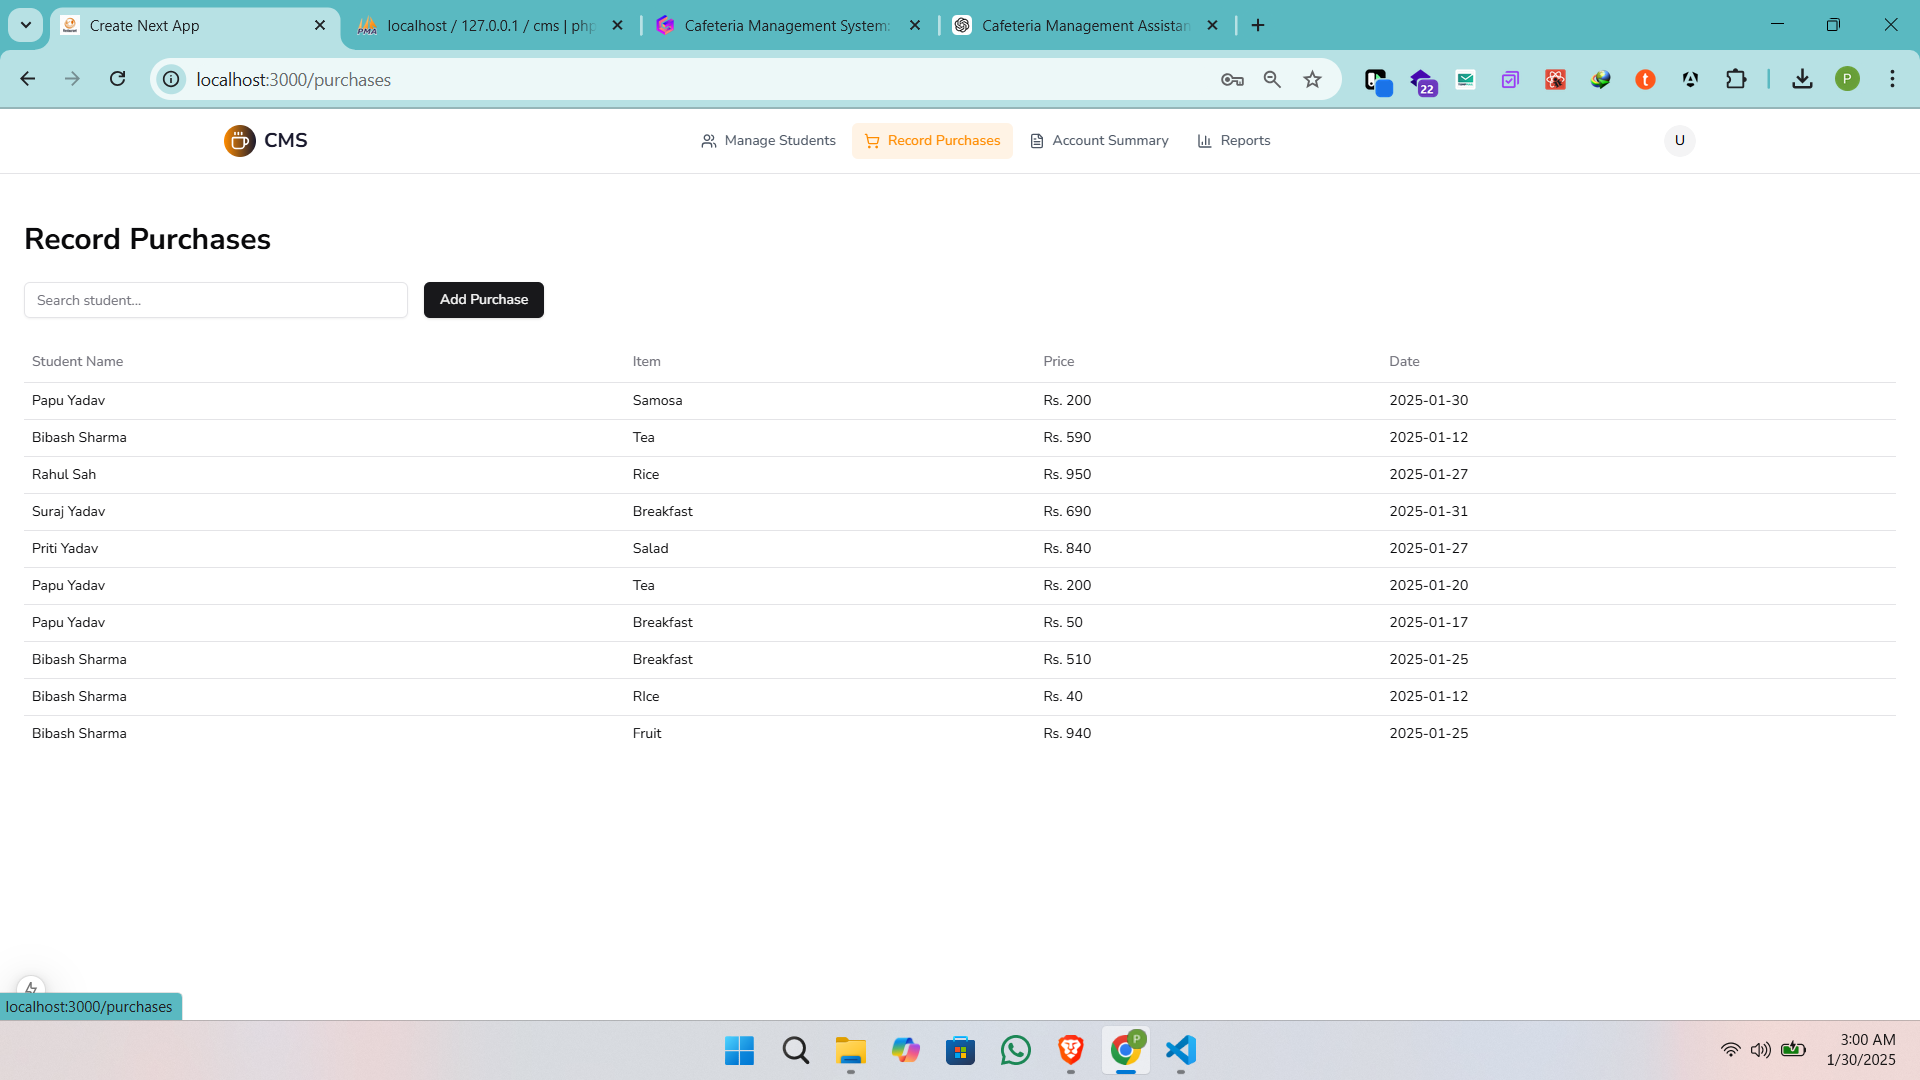 Create Next App
localhost / 127.0.0.1 / cms | php
Cafeteria Management System:
Cafeteria Management Assistan
localhost:3000/purchases
22
t
P
CMS
Manage Students
Record Purchases
Account Summary
Reports
U
Record Purchases
Search student...
Add Purchase
Student Name Item Price Date
Papu Yadav Samosa Rs. 200 2025-01-30
Bibash Sharma Tea Rs. 590 2025-01-12
Rahul Sah Rice Rs. 950 2025-01-27
Suraj Yadav Breakfast Rs. 690 2025-01-31
Priti Yadav Salad Rs. 840 2025-01-27
Papu Yadav Tea Rs. 200 2025-01-20
Papu Yadav Breakfast Rs. 50 2025-01-17
Bibash Sharma Breakfast Rs. 510 2025-01-25
Bibash Sharma RIce Rs. 40 2025-01-12
Bibash Sharma Fruit Rs. 940 2025-01-25
localhost:3000/purchases
P
3:00 AM
1/30/2025